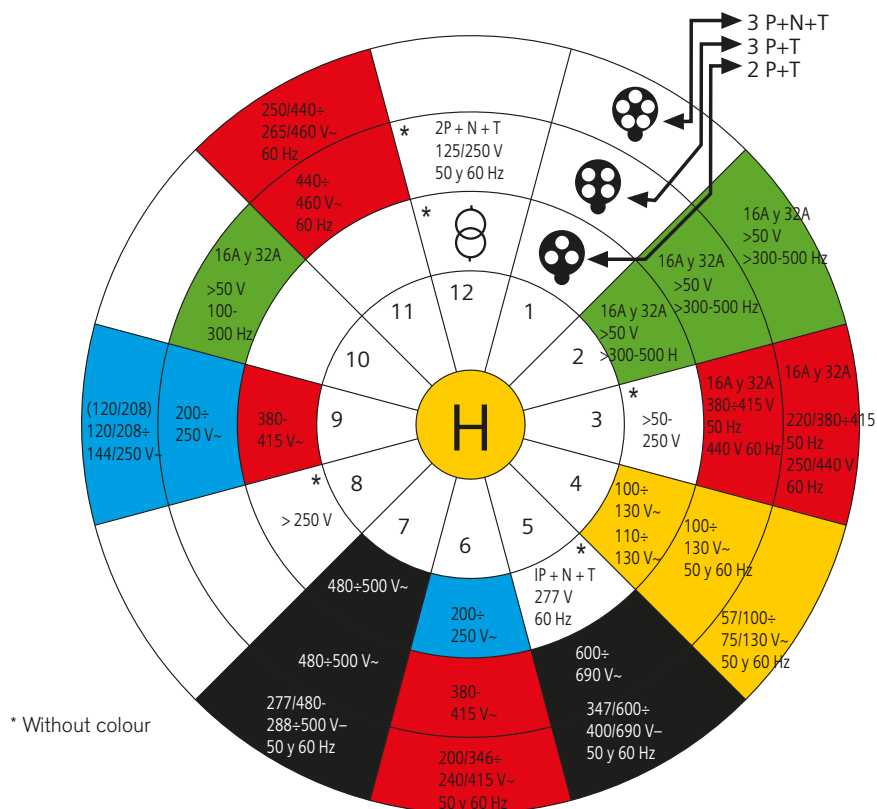 3 P+N+T
3 P+T
2 P+T
250/440÷
265/460 V~
60 Hz
440÷
460 V~
60 Hz
*
2P + N + T
125/250 V
50 y 60 Hz
*
12
1
2
3
4
5
6
7
8
9
10
11
H
16A y 32A
>50 V
>300-500 Hz
16A y 32A
>50 V
>300-500 Hz
16A y 32A
>50 V
>300-500 H
16A y 32A
>50 V
100-
300 Hz
(120/208)
120/208÷
144/250 V~
200÷
250 V~
380-
415 V~
*
>50-
250 V
16A y 32A
380÷415 V
50 Hz
440 V 60 Hz
16A y 32A
220/380÷415
50 Hz
250/440 V
60 Hz
*
> 250 V
100÷
130 V~
110÷
130 V~
100÷
130 V~
50 y 60 Hz
57/100÷
75/130 V~
50 y 60 Hz
*
IP + N + T
277 V
60 Hz
480÷500 V~
480÷500 V~
277/480-
288÷500 V–
50 y 60 Hz
200÷
250 V~
380-
415 V~
200/346÷
240/415 V~
50 y 60 Hz
600÷
690 V~
347/600÷
400/690 V–
50 y 60 Hz
* Without colour